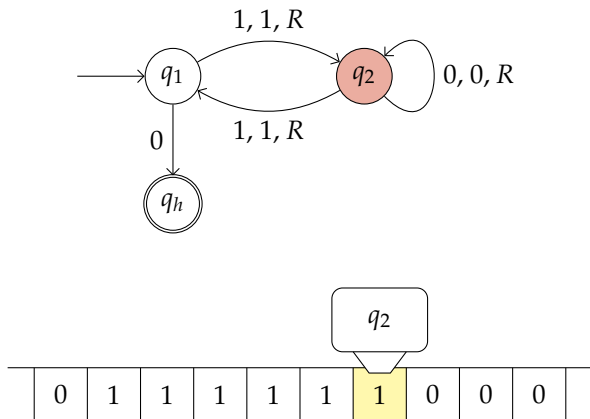 1, 1, R
q1 q2 0, 0, R
1, 1, R
0
qh
q2
0 1 1 1 1 1 1 0 0 0